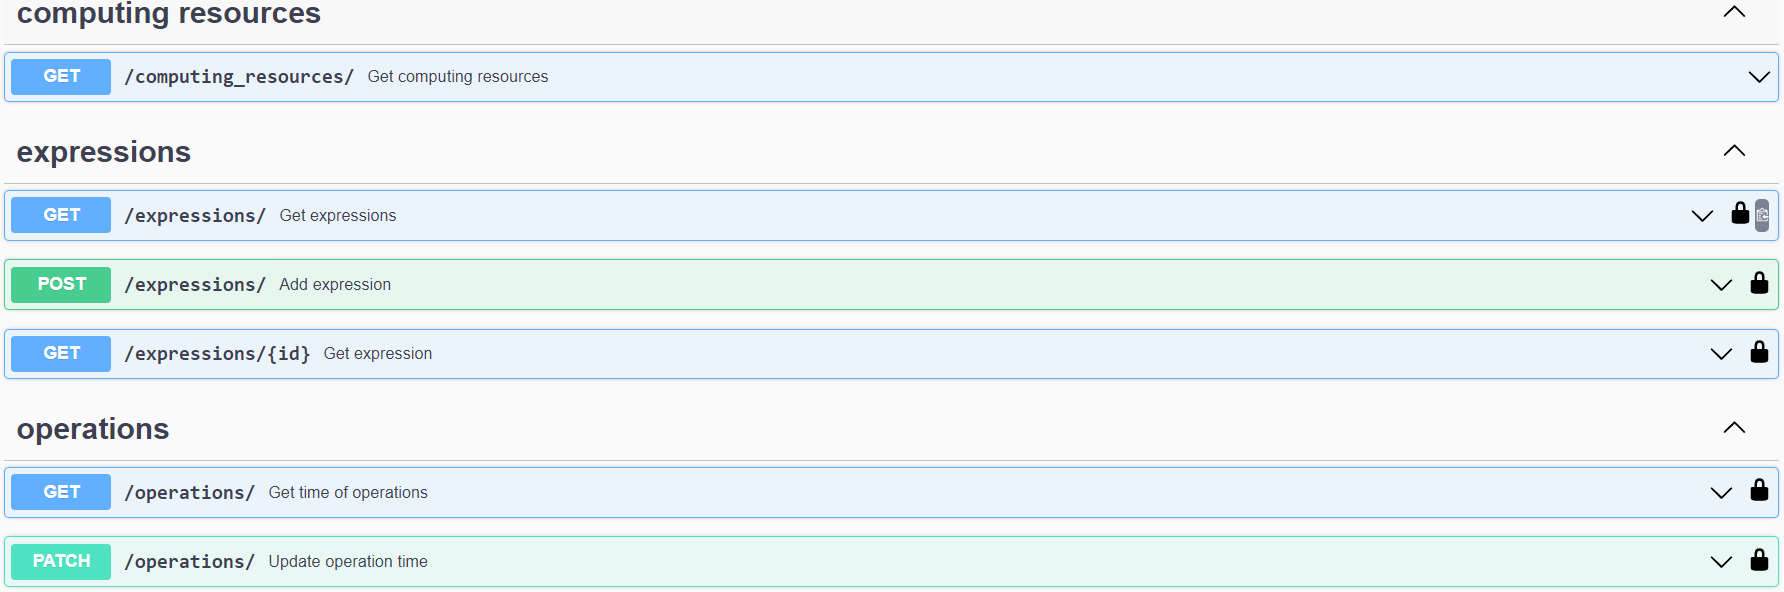 computing resources
GET /computing_resources/ Get computing resources
expressions
GET /expressions/ Get expressions
POST /expressions/ Add expression
GET /expressions/{id} Get expression
operations
GET /operations/ Get time of operations
PATCH /operations/ Update operation time